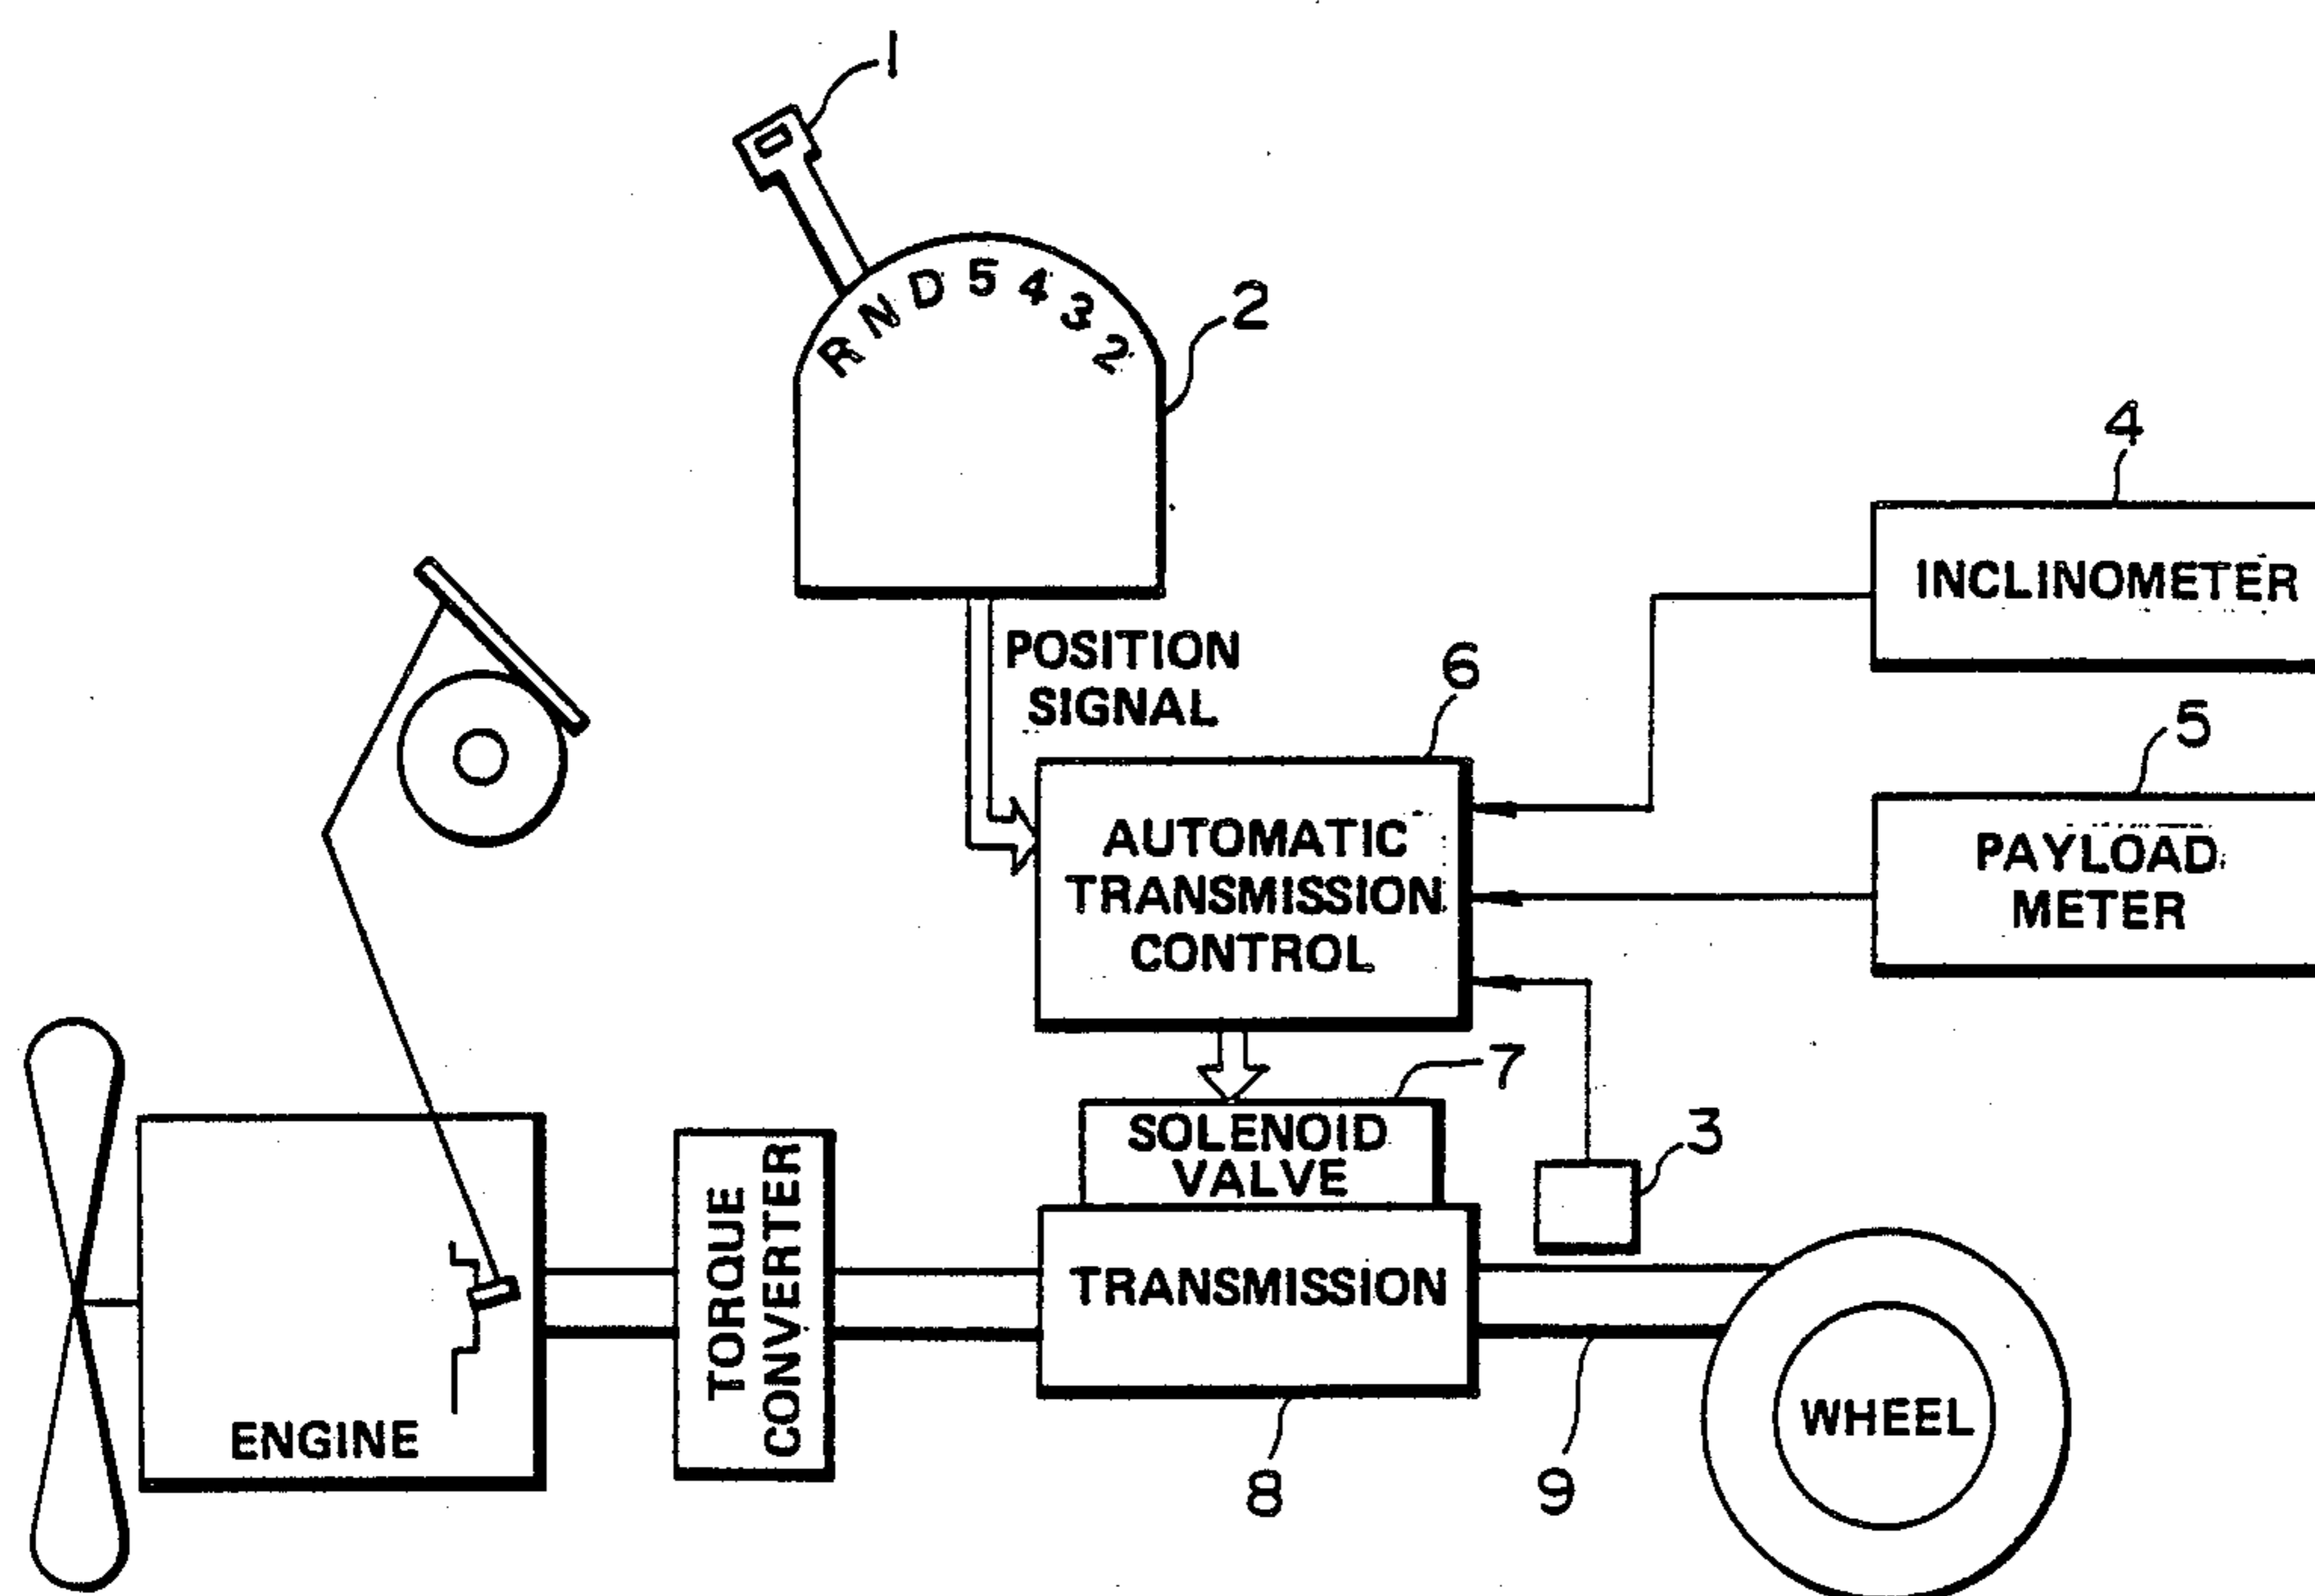 1
R N D 5 4 3 2
2
4
INCLINOMETER
POSITION
SIGNAL
6
5
AUTOMATIC
TRANSMISSION
CONTROL
PAYLOAD
METER
7
SOLENOID
VALVE
3
TORQUE
CONVERTER
TRANSMISSION
ENGINE
WHEEL
8
9